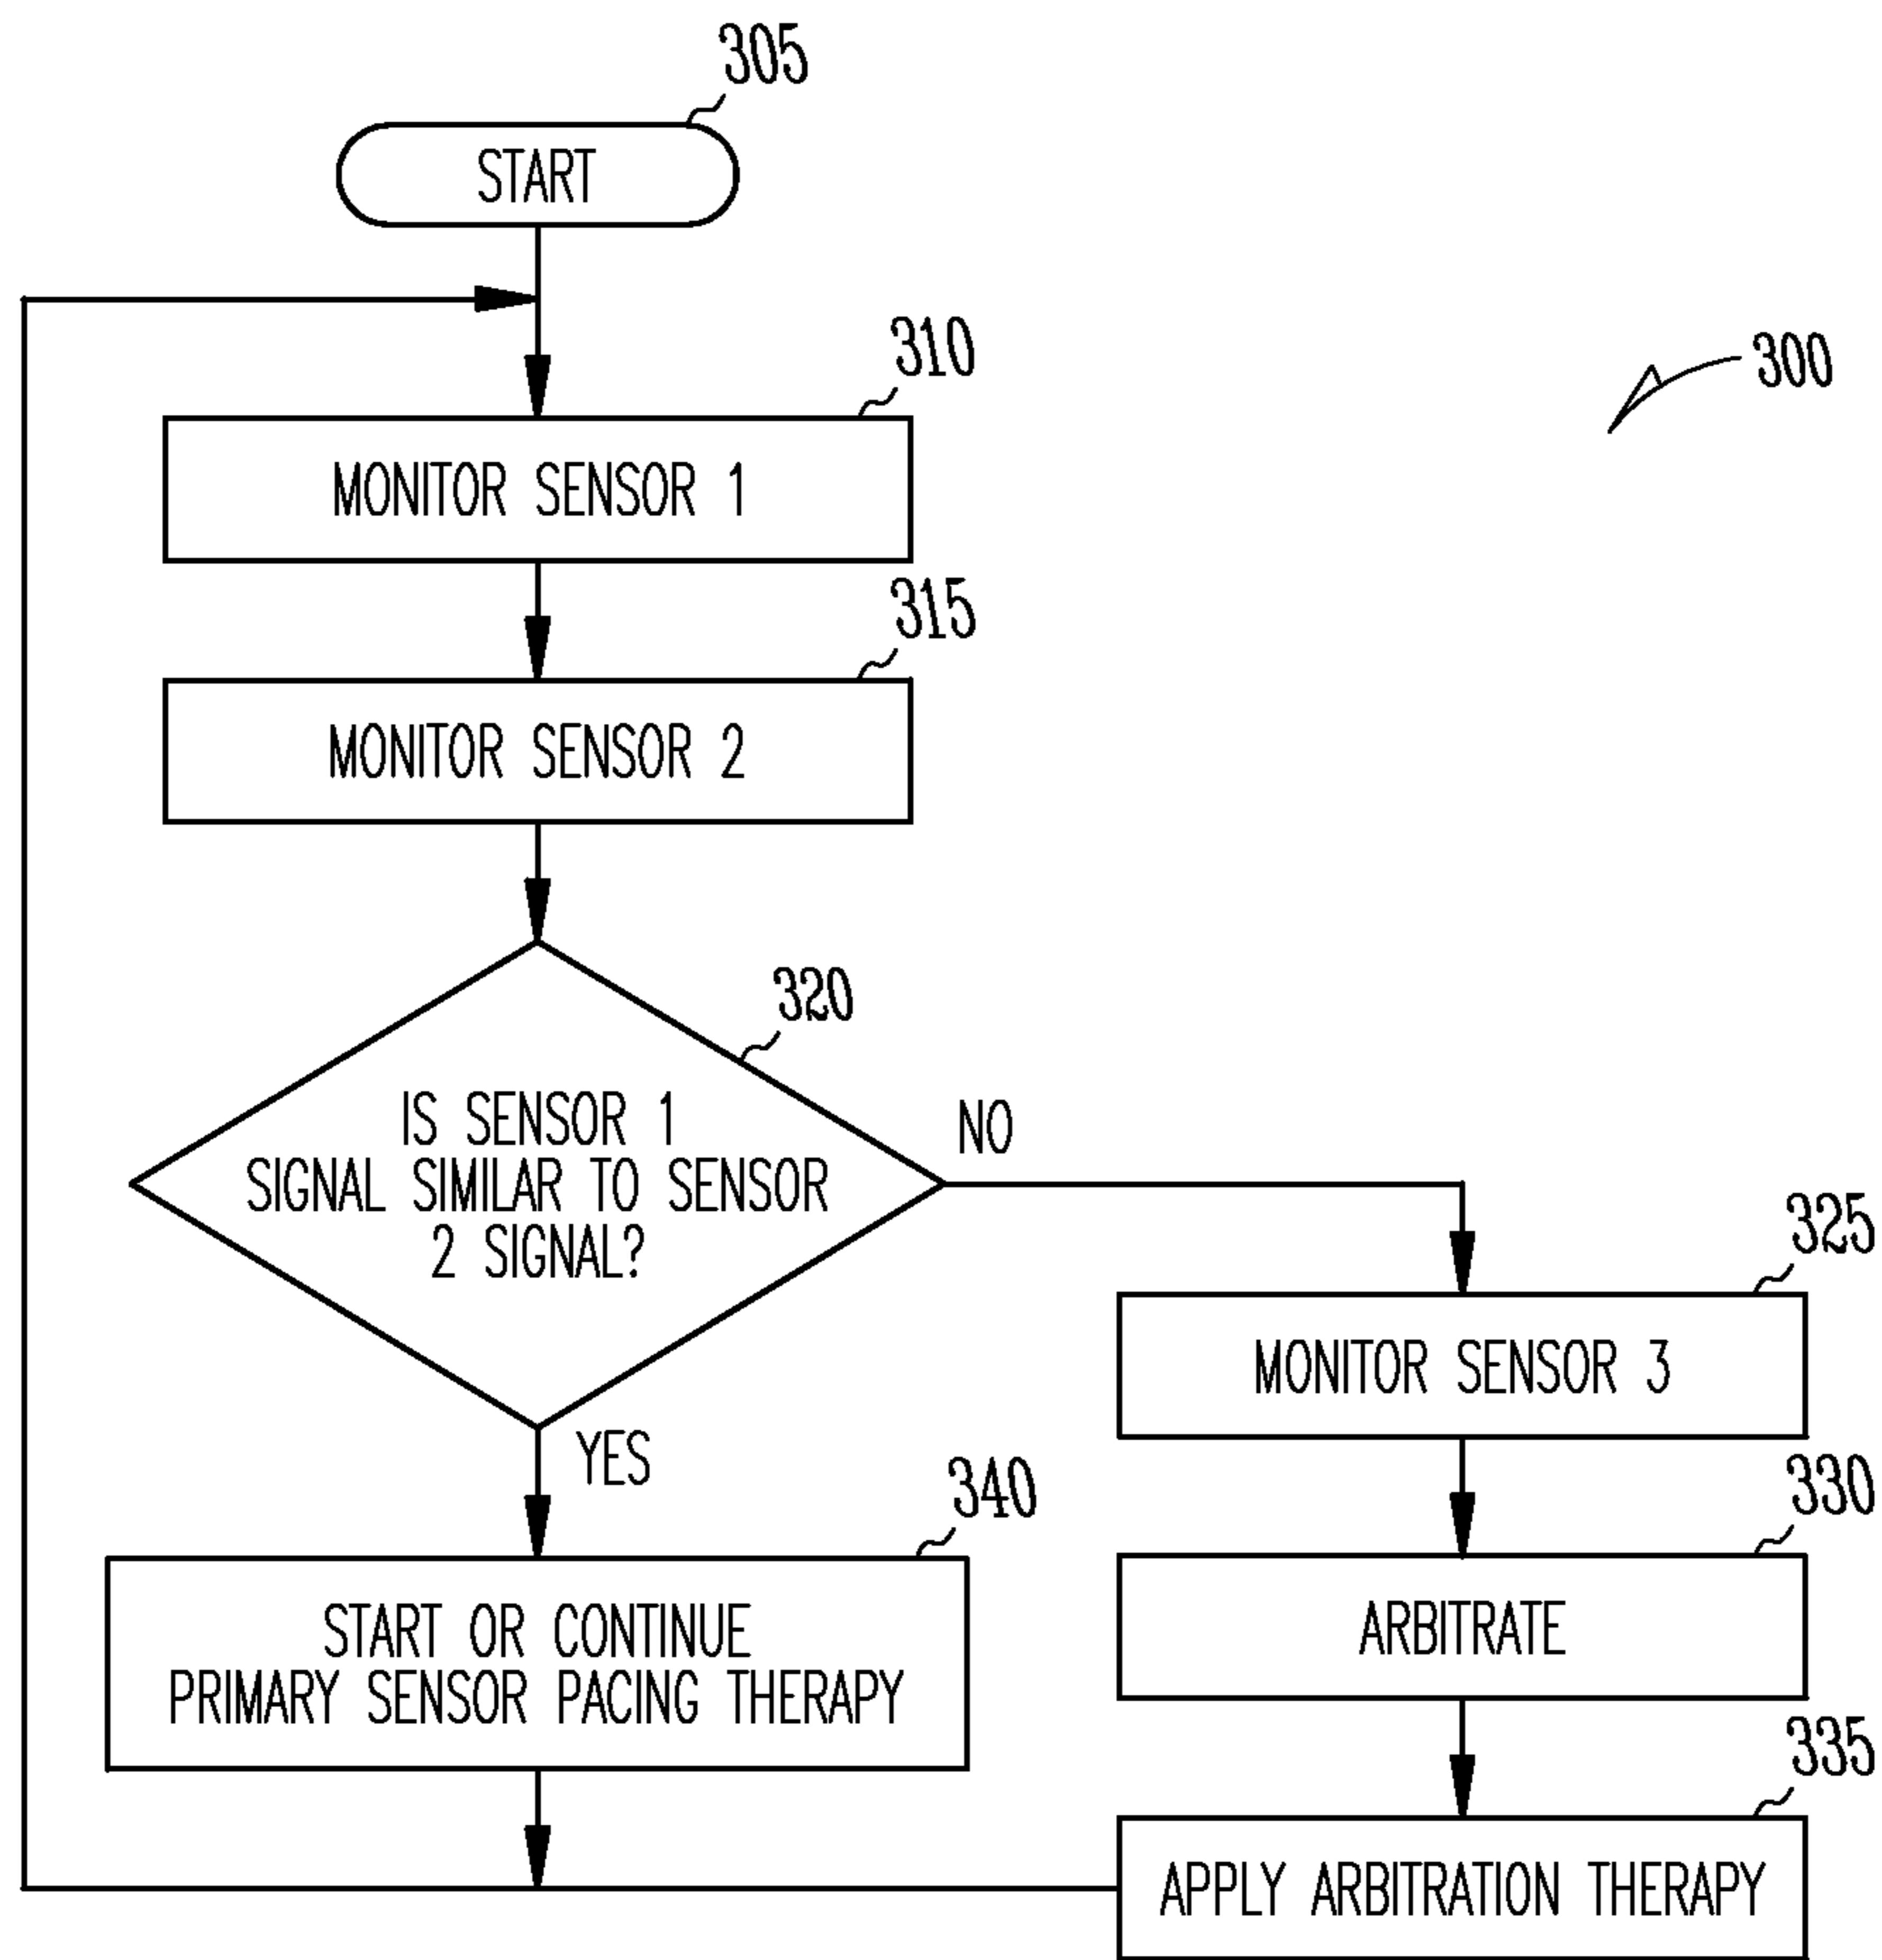 305
START
310
300
MONITOR SENSOR 1
315
MONITOR SENSOR 2
320
IS SENSOR 1
SIGNAL SIMILAR TO SENSOR
2 SIGNAL?
NO
325
MONITOR SENSOR 3
YES
340
START OR CONTINUE
PRIMARY SENSOR PACING THERAPY
330
ARBITRATE
335
APPLY ARBITRATION THERAPY